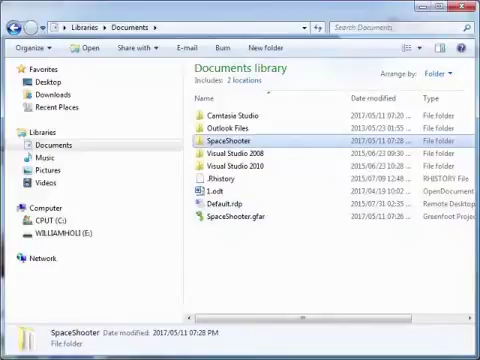 Libraries Documents Search Documents
Organize Open Share with E-mail Burn New folder
Favorites
Desktop
Downloads
Recent Places
Libraries
Documents
Music
Pictures
Videos
Computer
CPUT (C:)
WILLIAMHOLI (E:)
Network
Documents library
Includes: 2 locations
Arrange by: Folder
Name Date modified Type
Camtasia Studio 2017/05/11 07:20 ... File folder
Outlook Files 2013/05/23 01:55 ... File folder
SpaceShooter 2017/05/11 07:28 ... File folder
Visual Studio 2008 2015/06/23 09:30 ... File folder
Visual Studio 2010 2015/06/23 10:28 ... File folder
.Rhistory 2015/07/09 12:48 ... RHISTORY File
1.odt 2017/04/19 10:02 ... OpenDocument
Default.rdp 2015/07/31 02:35 ... Remote Desktop
SpaceShooter.gfar 2017/05/11 07:26 ... Greenfoot Projec
SpaceShooter Date modified: 2017/05/11 07:28 PM
File folder